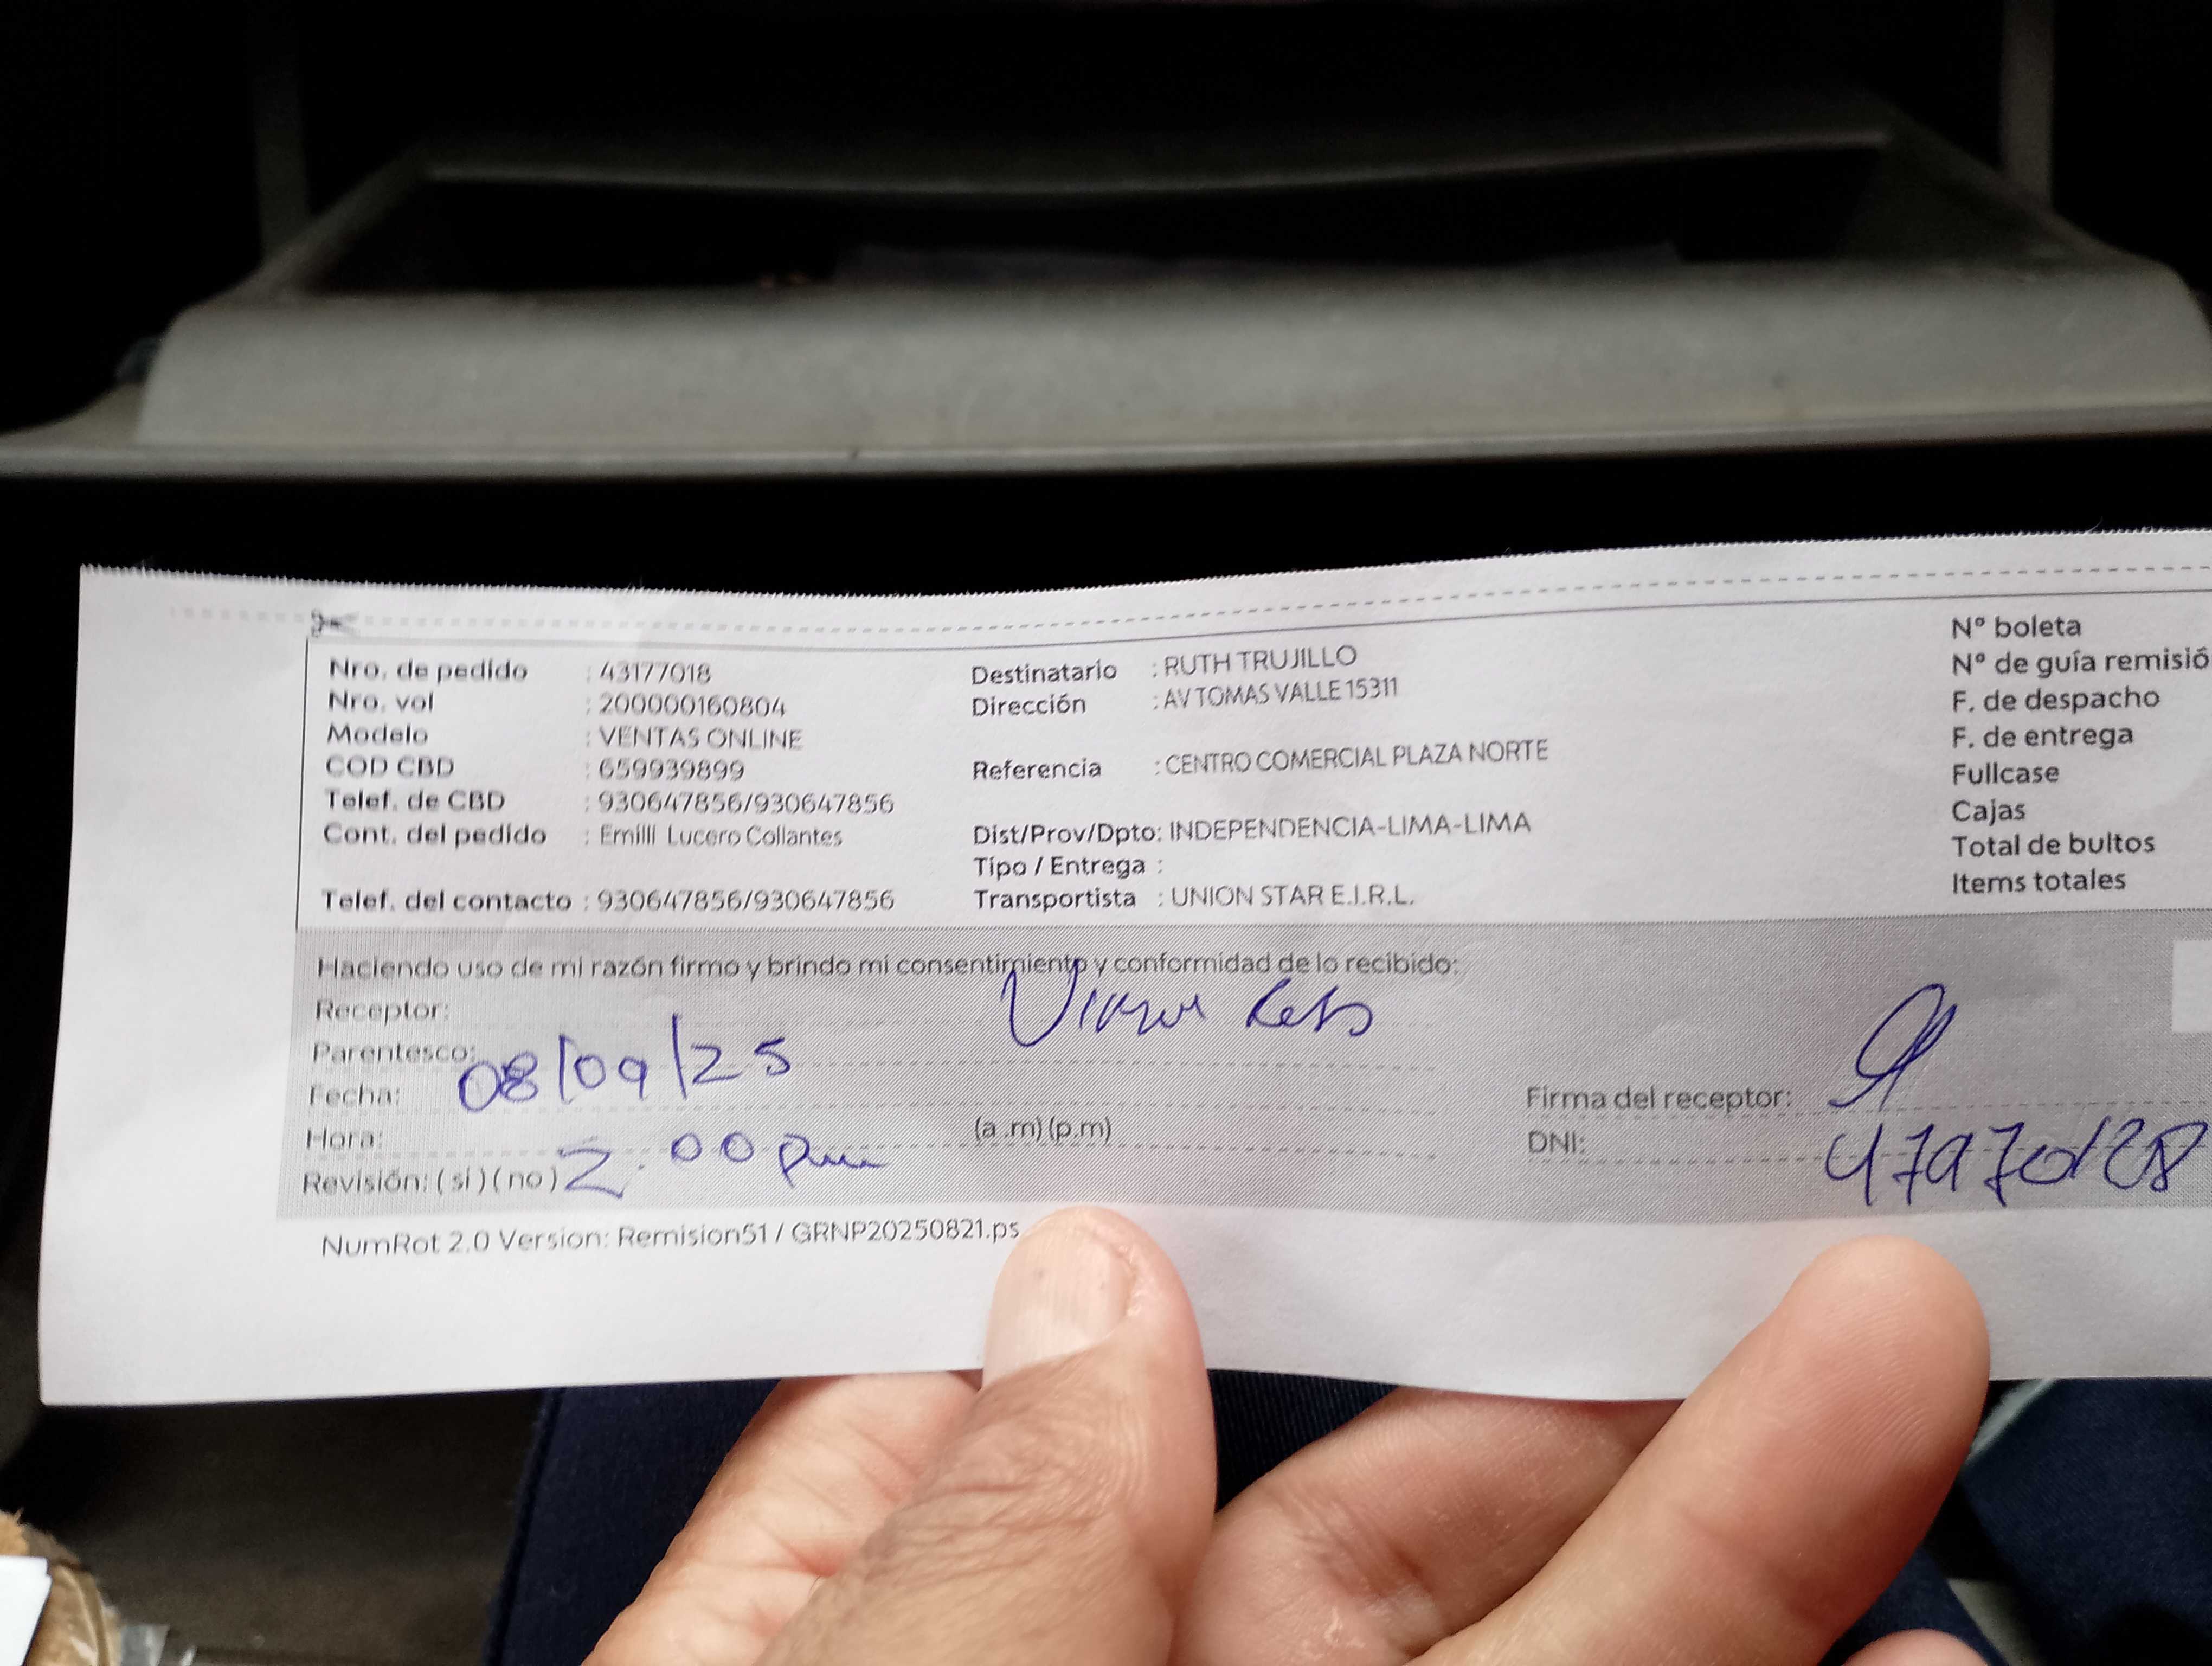 Nro. de pedido : 43177018
Nro. vol : 200000160804
Modelo : VENTAS ONLINE
COD CBD : 659939899
Telef. de CBD : 930647856/930647856
Cont. del pedido : Emilli Lucero Collantes
Telef. del contacto : 930647856/930647856
Destinatario : RUTH TRUJILLO
Dirección : AV TOMAS VALLE 15311
Referencia : CENTRO COMERCIAL PLAZA NORTE
Dist/Prov/Dpto: INDEPENDENCIA-LIMA-LIMA
Tipo / Entrega :
Transportista : UNION STAR E.I.R.L.
Nº boleta
Nº de guía remisió
F. de despacho
F. de entrega
Fullcase
Cajas
Total de bultos
Items totales
Haciendo uso de mi razón firmo y brindo mi consentimiento y conformidad de lo recibido:
Receptor:
Parentesco:
Fecha: 08/09/25
Hora: 2.00 pm (a.m) (p.m)
Revisión: (si) (no)
Firma del receptor:
DNI:
NumRot 2.0 Version: Remision51 / GRNP20250821.ps